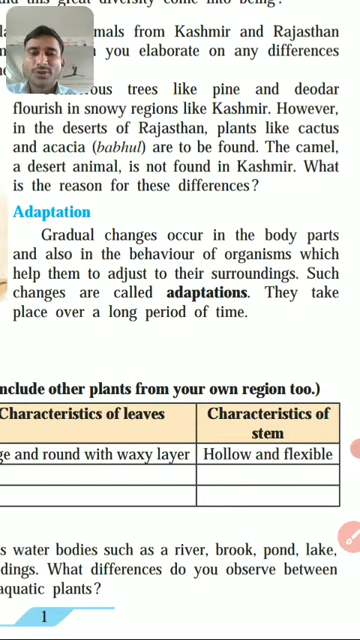 did this great diversity come into being?
mals from Kashmir and Rajasthan
you elaborate on any differences
ous trees like pine and deodar
flourish in snowy regions like Kashmir. However,
in the deserts of Rajasthan, plants like cactus
and acacia (babhul) are to be found. The camel,
a desert animal, is not found in Kashmir. What
is the reason for these differences?
Adaptation
Gradual changes occur in the body parts
and also in the behaviour of organisms which
help them to adjust to their surroundings. Such
changes are called adaptations. They take
place over a long period of time.
nclude other plants from your own region too.)
Characteristics of leaves
Characteristics of
stem
ge and round with waxy layer
Hollow and flexible
s water bodies such as a river, brook, pond, lake,
dings. What differences do you observe between
aquatic plants?
1